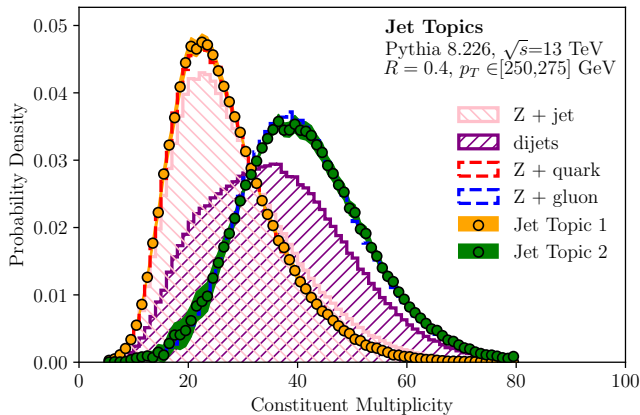 Jet Topics
Pythia 8.226, √s=13 TeV
R = 0.4, p_T ∈[250,275] GeV
Z + jet
dijets
Z + quark
Z + gluon
Jet Topic 1
Jet Topic 2
Probability Density
0.05
0.04
0.03
0.02
0.01
0.00
0 20 40 60 80 100
Constituent Multiplicity